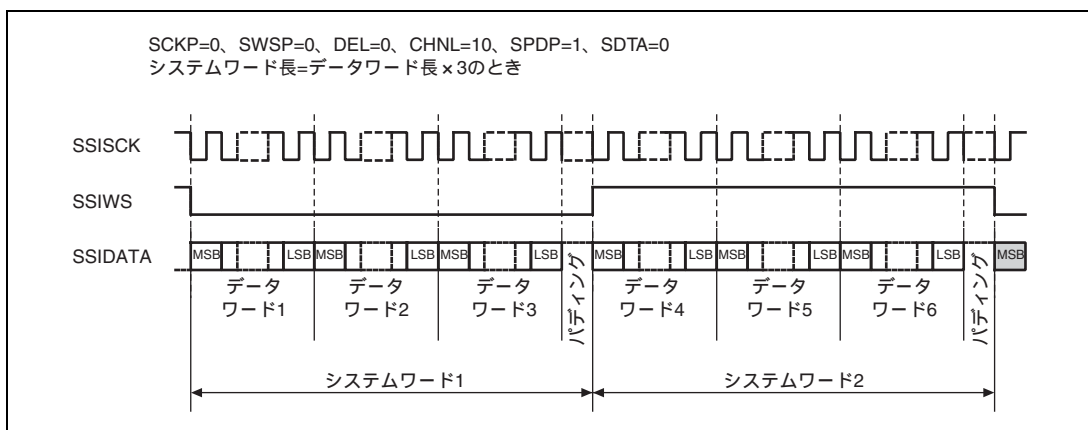 SCKP=0、SWSP=0、DEL=0、CHNL=10、SPDP=1、SDTA=0
システムワード長=データワード長×3のとき
SSISCK
SSIWS
SSIDATA
MSB LSB MSB LSB MSB LSB パディング MSB LSB MSB LSB MSB LSB パディング MSB
データ データ データ データ データ データ
ワード1 ワード2 ワード3 ワード4 ワード5 ワード6
システムワード1 システムワード2